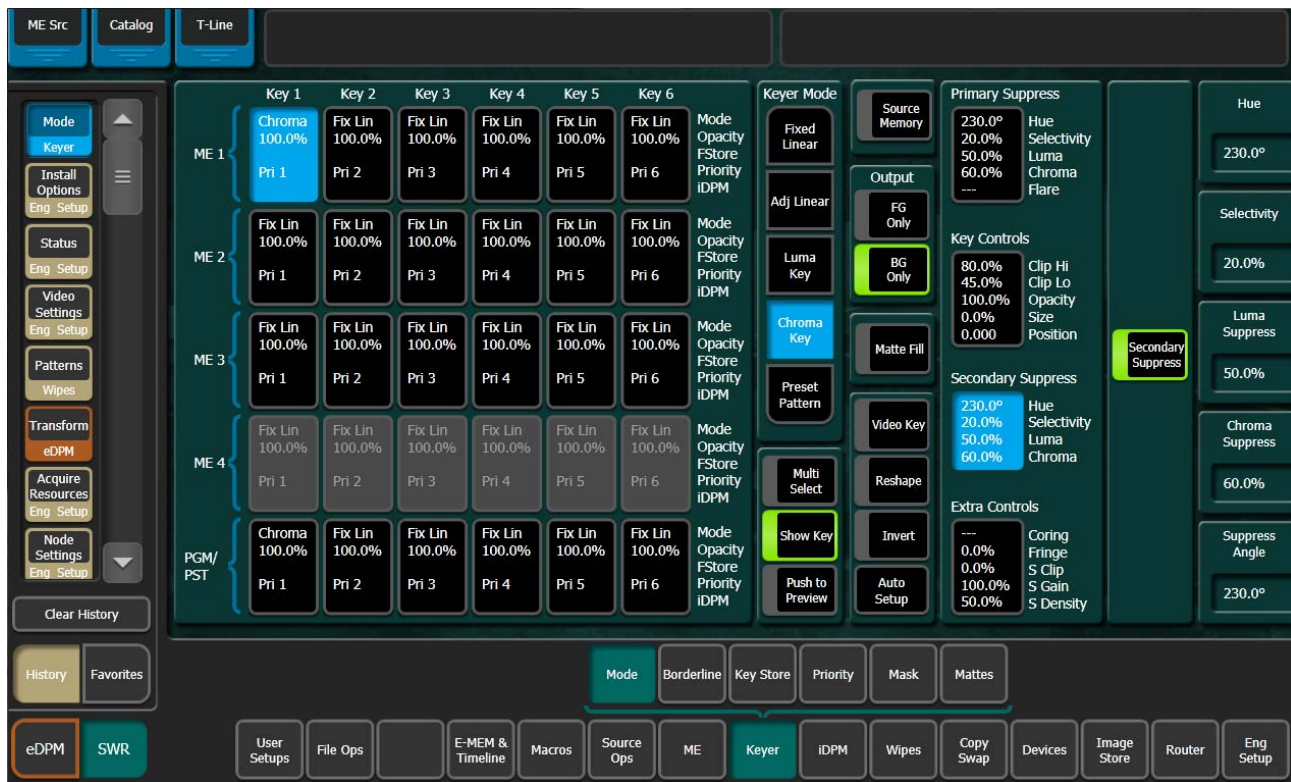 ME Src
Catalog
T-Line
Mode
Keyer
Install
Options
Eng Setup
Status
Eng Setup
Video
Settings
Eng Setup
Patterns
Wipes
Transform
eDPM
Acquire
Resources
Eng Setup
Node
Settings
Eng Setup
Clear History
History
Favorites
eDPM
SWR
Key 1 Key 2 Key 3 Key 4 Key 5 Key 6
ME 1
Chroma Fix Lin Fix Lin Fix Lin Fix Lin Fix Lin Mode
100.0% 100.0% 100.0% 100.0% 100.0% 100.0% Opacity
FStore
Pri 1 Pri 2 Pri 3 Pri 4 Pri 5 Pri 6 Priority
iDPM
ME 2
Fix Lin Fix Lin Fix Lin Fix Lin Fix Lin Fix Lin Mode
100.0% 100.0% 100.0% 100.0% 100.0% 100.0% Opacity
FStore
Pri 1 Pri 2 Pri 3 Pri 4 Pri 5 Pri 6 Priority
iDPM
ME 3
Fix Lin Fix Lin Fix Lin Fix Lin Fix Lin Fix Lin Mode
100.0% 100.0% 100.0% 100.0% 100.0% 100.0% Opacity
FStore
Pri 1 Pri 2 Pri 3 Pri 4 Pri 5 Pri 6 Priority
iDPM
ME 4
Fix Lin Fix Lin Fix Lin Fix Lin Fix Lin Fix Lin Mode
100.0% 100.0% 100.0% 100.0% 100.0% 100.0% Opacity
FStore
Pri 1 Pri 2 Pri 3 Pri 4 Pri 5 Pri 6 Priority
iDPM
PGM/
PST
Chroma Fix Lin Fix Lin Fix Lin Fix Lin Fix Lin Mode
100.0% 100.0% 100.0% 100.0% 100.0% 100.0% Opacity
FStore
Pri 1 Pri 2 Pri 3 Pri 4 Pri 5 Pri 6 Priority
iDPM
Keyer Mode
Fixed
Linear
Adj Linear
Luma
Key
Chroma
Key
Preset
Pattern
Multi
Select
Show Key
Push to
Preview
Source
Memory
Output
FG
Only
BG
Only
Matte Fill
Video Key
Reshape
Invert
Auto
Setup
Primary Suppress
230.0° Hue
20.0% Selectivity
50.0% Luma
60.0% Chroma
--- Flare
Key Controls
80.0% Clip Hi
45.0% Clip Lo
100.0% Opacity
0.0% Size
0.000 Position
Secondary Suppress
230.0° Hue
20.0% Selectivity
50.0% Luma
60.0% Chroma
Extra Controls
--- Coring
0.0% Fringe
0.0% S Clip
100.0% S Gain
50.0% S Density
Secondary
Suppress
Hue
230.0°
Selectivity
20.0%
Luma
Suppress
50.0%
Chroma
Suppress
60.0%
Suppress
Angle
230.0°
Mode
Borderline
Key Store
Priority
Mask
Mattes
User
Setups
File Ops
E-MEM &
Timeline
Macros
Source
Ops
ME
Keyer
iDPM
Wipes
Copy
Swap
Devices
Image
Store
Router
Eng
Setup